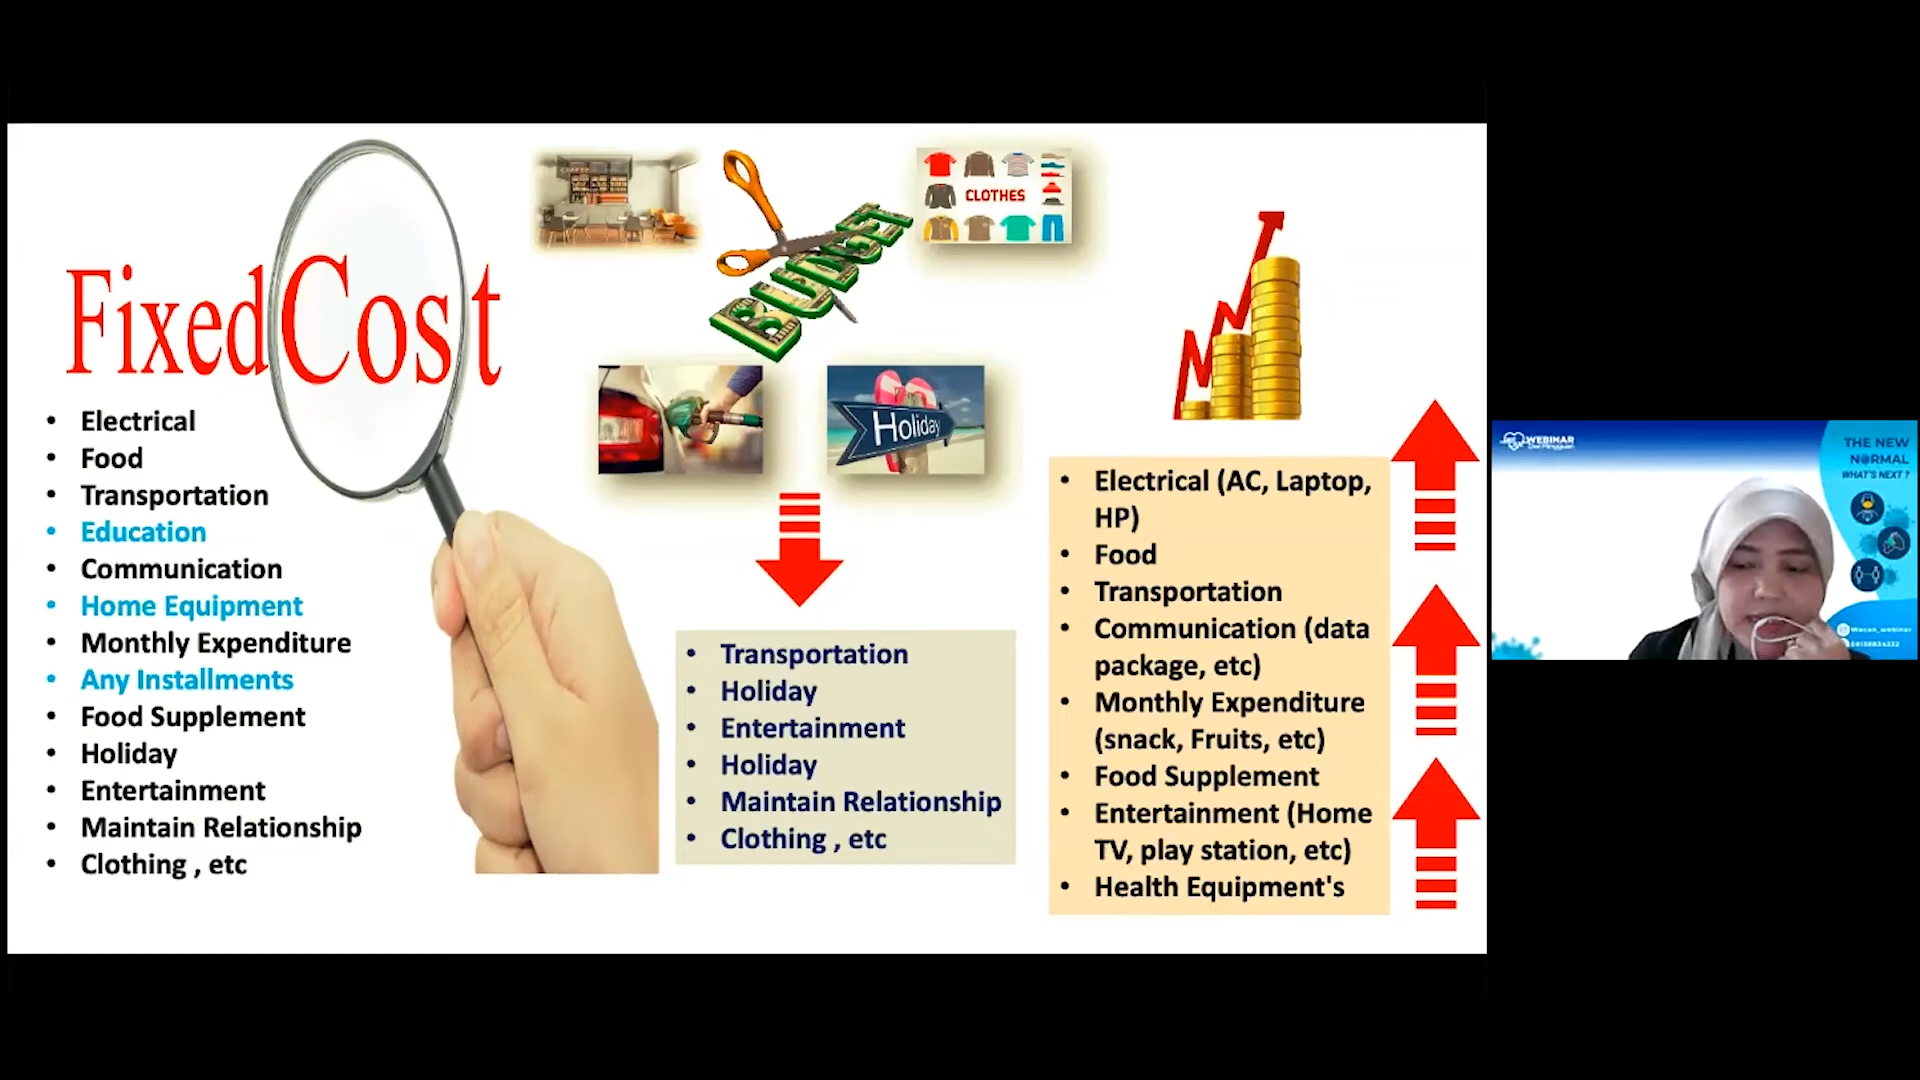 FixedCost
• Electrical
• Food
• Transportation
• Education
• Communication
• Home Equipment
• Monthly Expenditure
• Any Installments
• Food Supplement
• Holiday
• Entertainment
• Maintain Relationship
• Clothing , etc
BUDGET
CLOTHES
Holiday
• Transportation
• Holiday
• Entertainment
• Holiday
• Maintain Relationship
• Clothing , etc
• Electrical (AC, Laptop,
HP)
• Food
• Transportation
• Communication (data
package, etc)
• Monthly Expenditure
(snack, Fruits, etc)
• Food Supplement
• Entertainment (Home
TV, play station, etc)
• Health Equipment's
WEBINAR
THE NEW
NORMAL
WHAT'S NEXT ?